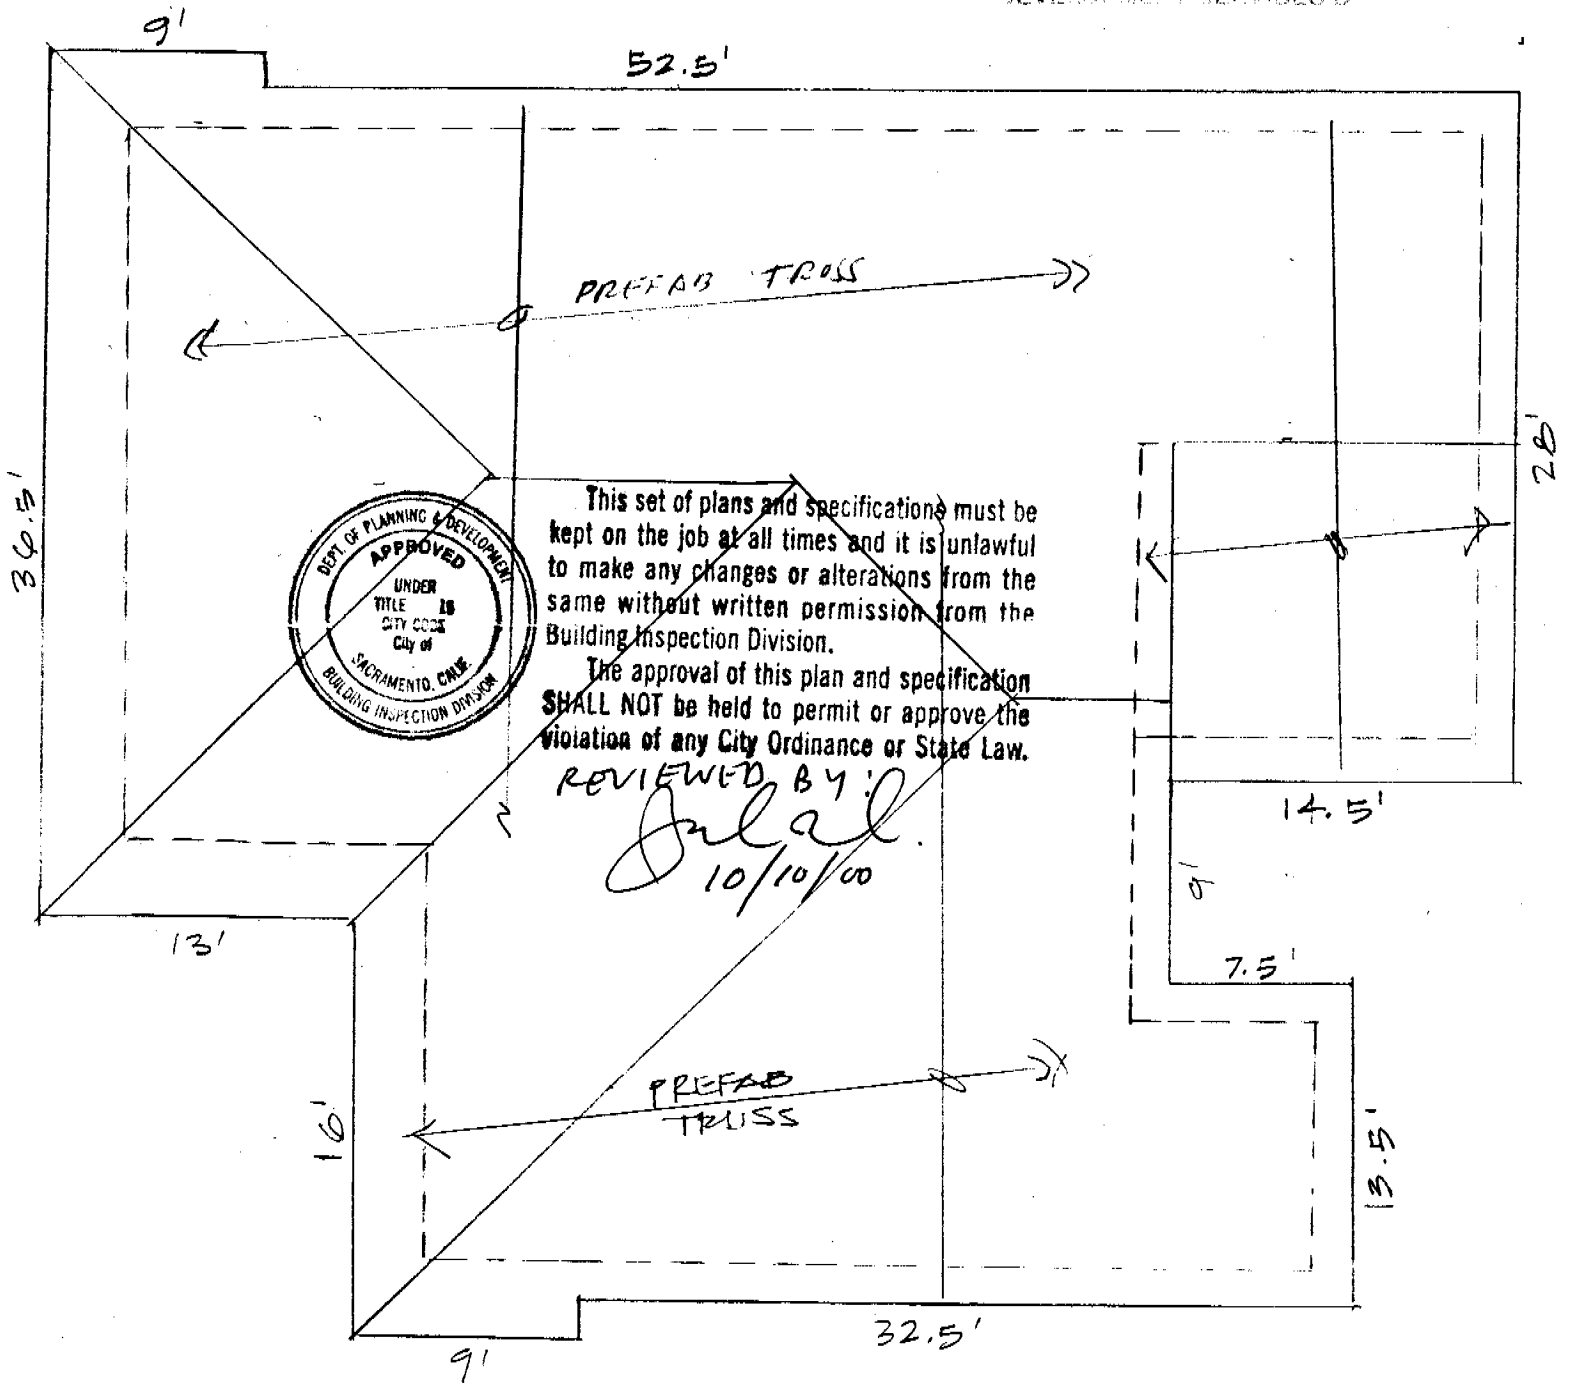 9'
52.5'
PREFAB TRUSS
36.5'
28'
DEPT. OF PLANNING & DEVELOPMENT
APPROVED
UNDER
TITLE
CITY CODE
City of
SACRAMENTO, CALIF.
BUILDING INSPECTION DIVISION
This set of plans and specifications must be
kept on the job at all times and it is unlawful
to make any changes or alterations from the
same without written permission from the
Building Inspection Division.
The approval of this plan and specification
SHALL NOT be held to permit or approve the
violation of any City Ordinance or State Law.
REVIEWED BY:
10/10/00
14.5'
9'
13'
7.5'
16'
PREFAB
TRUSS
13.5'
32.5'
9'